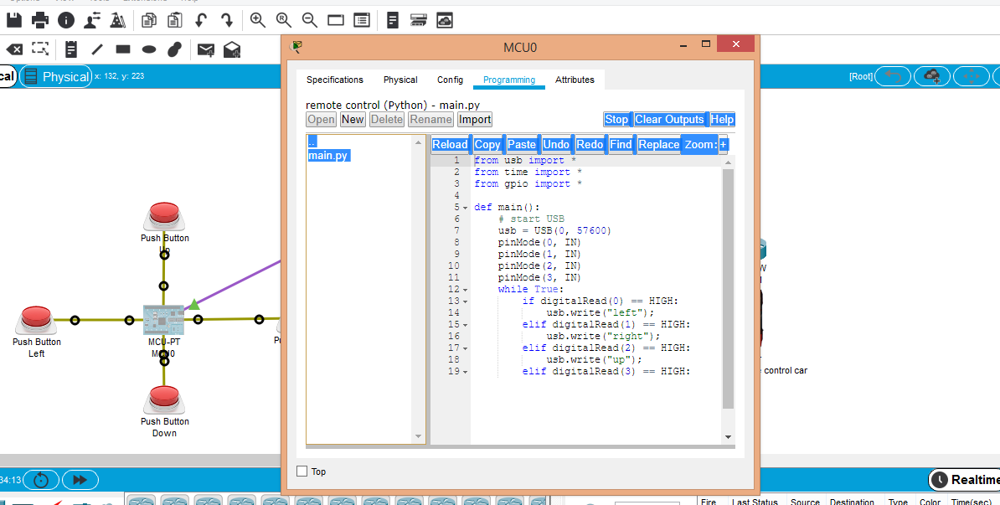 MCU0
Physical
x: 132, y: 223
[Root]
Specifications Physical Config Programming Attributes
remote control (Python) - main.py
Open New Delete Rename Import Stop Clear Outputs Help
..
main.py
Reload Copy Paste Undo Redo Find Replace Zoom: +
1 from usb import *
2 from time import *
3 from gpio import *
4
5 def main():
6 # start USB
7 usb = USB(0, 57600)
8 pinMode(0, IN)
9 pinMode(1, IN)
10 pinMode(2, IN)
11 pinMode(3, IN)
12 while True:
13 if digitalRead(0) == HIGH:
14 usb.write("left");
15 elif digitalRead(1) == HIGH:
16 usb.write("right");
17 elif digitalRead(2) == HIGH:
18 usb.write("up");
19 elif digitalRead(3) == HIGH:
Top
Push Button
Up
Push Button
Left
MCU-PT
MCU0
Push Button
Down
control car
34:13
Realtime
Fire Last Status Source Destination Type Color Time(sec)